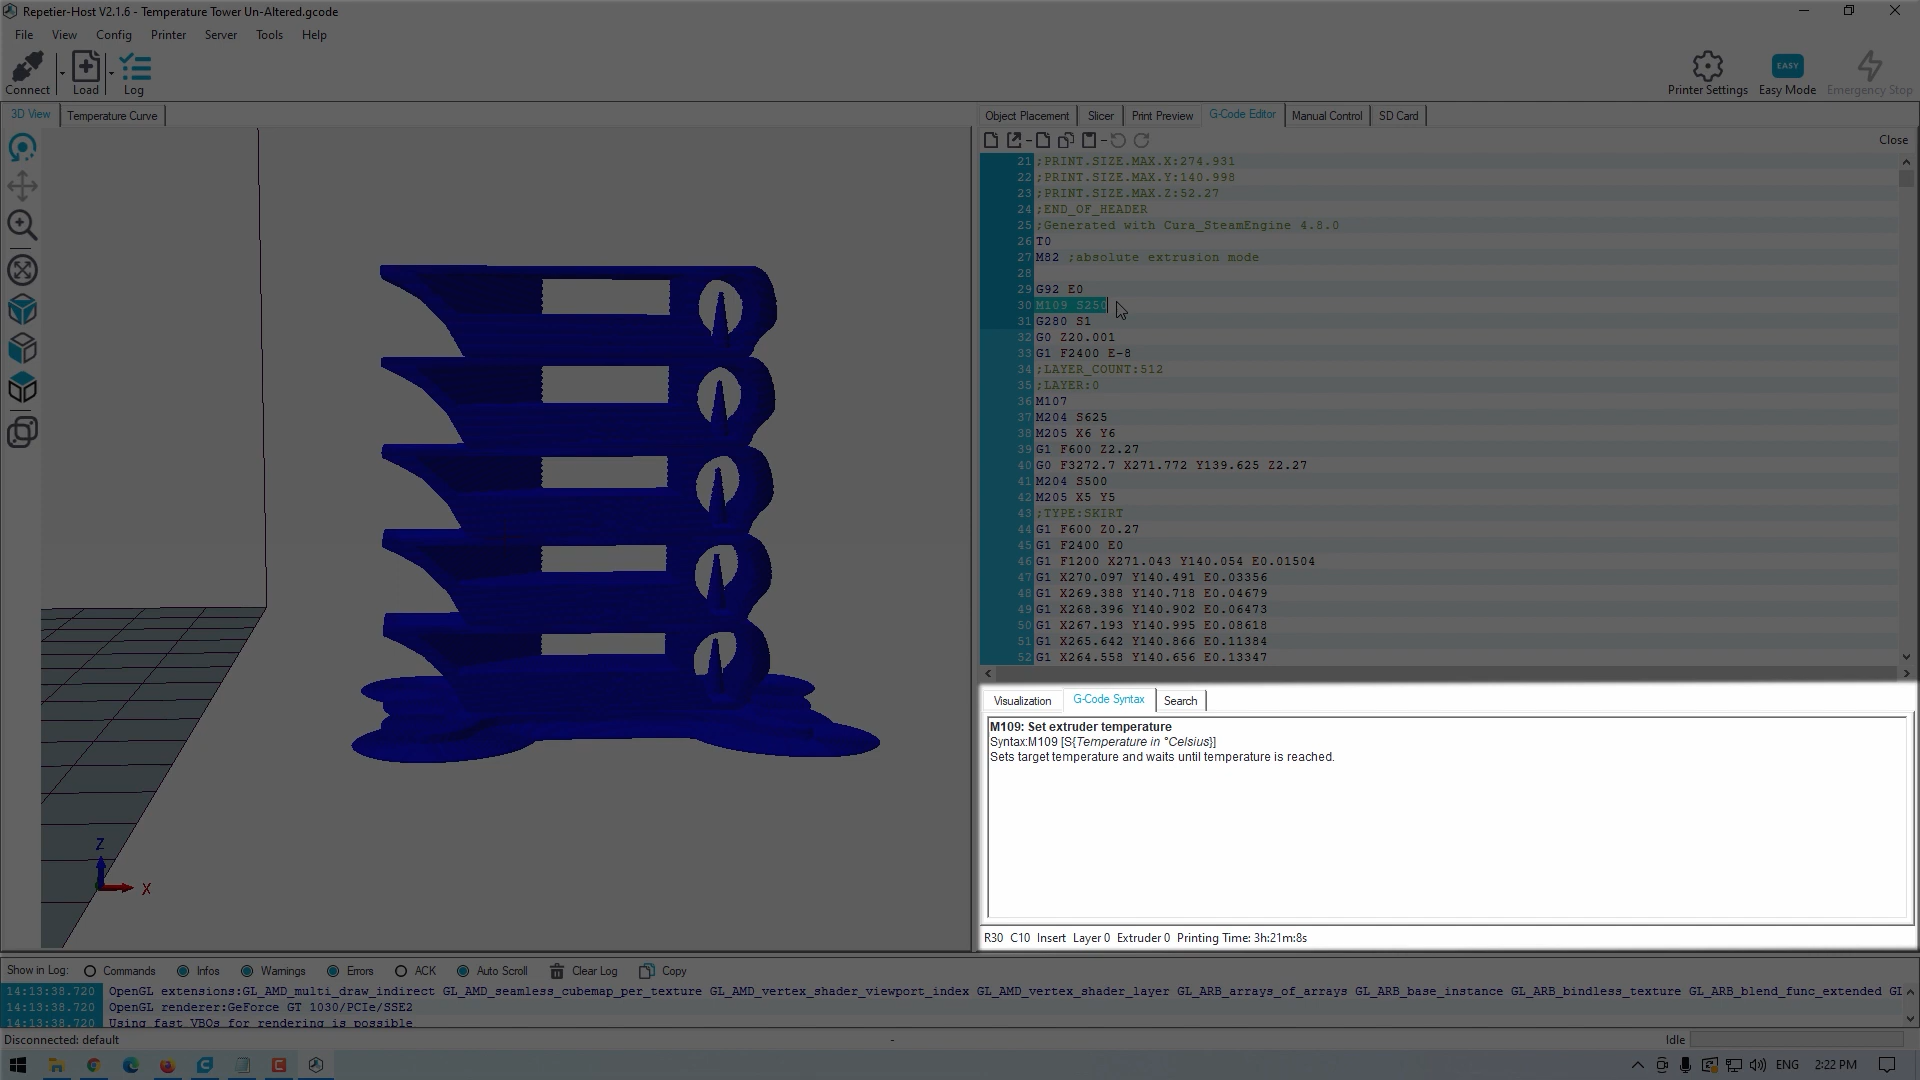 Repetier-Host V2.1.6 - Temperature Tower Un-Altered.gcode
File View Config Printer Server Tools Help
Connect Load Log
EASY
Printer Settings Easy Mode Emergency Stop
3D View Temperature Curve
Object Placement Slicer Print Preview G-Code Editor Manual Control SD Card
Close
21 ;PRINT.SIZE.MAX.X:274.931
22 ;PRINT.SIZE.MAX.Y:140.998
23 ;PRINT.SIZE.MAX.Z:52.27
24 ;END_OF_HEADER
25 ;Generated with Cura_SteamEngine 4.8.0
26 T0
27 M82 ;absolute extrusion mode
28
29 G92 E0
30 M109 S250
31 G280 S1
32 G0 Z20.001
33 G1 F2400 E-8
34 ;LAYER_COUNT:512
35 ;LAYER:0
36 M107
37 M204 S625
38 M205 X6 Y6
39 G1 F600 Z2.27
40 G0 F3272.7 X271.772 Y139.625 Z2.27
41 M204 S500
42 M205 X5 Y5
43 ;TYPE:SKIRT
44 G1 F600 Z0.27
45 G1 F2400 E0
46 G1 F1200 X271.043 Y140.054 E0.01504
47 G1 X270.097 Y140.491 E0.03356
48 G1 X269.388 Y140.718 E0.04679
49 G1 X268.396 Y140.902 E0.06473
50 G1 X267.193 Y140.995 E0.08618
51 G1 X265.642 Y140.866 E0.11384
52 G1 X264.558 Y140.656 E0.13347
Visualization G-Code Syntax Search
M109: Set extruder temperature
Syntax:M109 [S{Temperature in °Celsius}]
Sets target temperature and waits until temperature is reached.
Z
X
R30 C10 Insert Layer 0 Extruder 0 Printing Time: 3h:21m:8s
Show in Log: Commands Infos Warnings Errors ACK Auto Scroll Clear Log Copy
14:13:38.720 OpenGL extensions:GL_AMD_multi_draw_indirect GL_AMD_seamless_cubemap_per_texture GL_AMD_vertex_shader_viewport_index GL_AMD_vertex_shader_layer GL_ARB_arrays_of_arrays GL_ARB_base_instance GL_ARB_bindless_texture GL_ARB_blend_func_extended GL
14:13:38.720 OpenGL renderer:GeForce GT 1030/PCIe/SSE2
14:13:38.720 Using fast VBOs for rendering is possible
Disconnected: default - Idle
ENG 2:22 PM